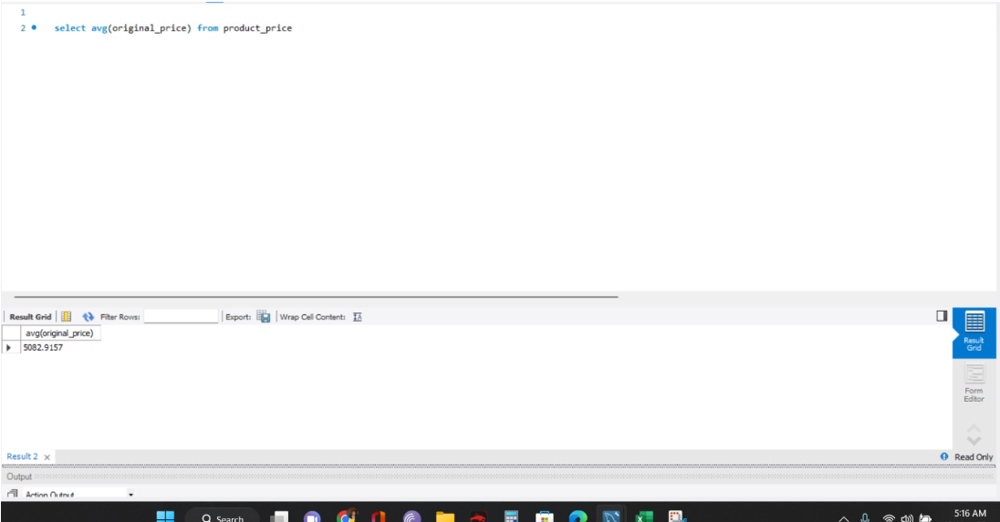 1
2 select avg(original_price) from product_price
Result Grid Filter Rows: Export: Wrap Cell Content: IA
avg(original_price)
5082.9157
Result Grid
Form Editor
Result 2 ×
Read Only
Output
Action Output
Search
5:16 AM